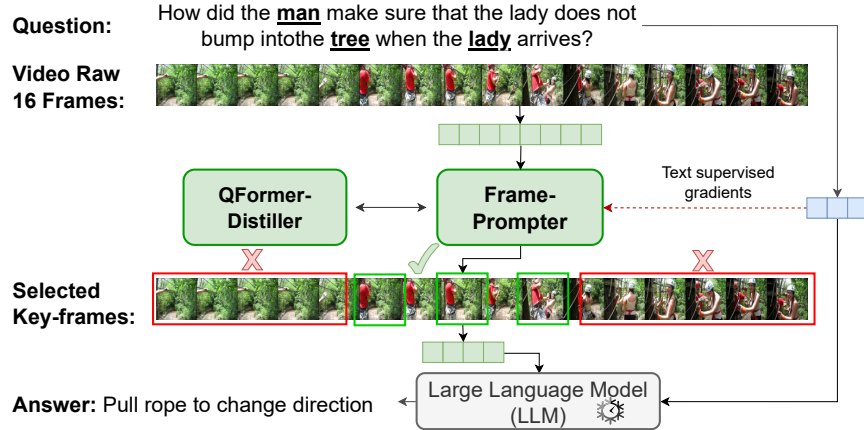 Question:
How did the man make sure that the lady does not
bump intothe tree when the lady arrives?
Video Raw
16 Frames:
QFormer-
Distiller
Frame-
Prompter
Text supervised
gradients
X
X
Selected
Key-frames:
Large Language Model
(LLM)
Answer: Pull rope to change direction